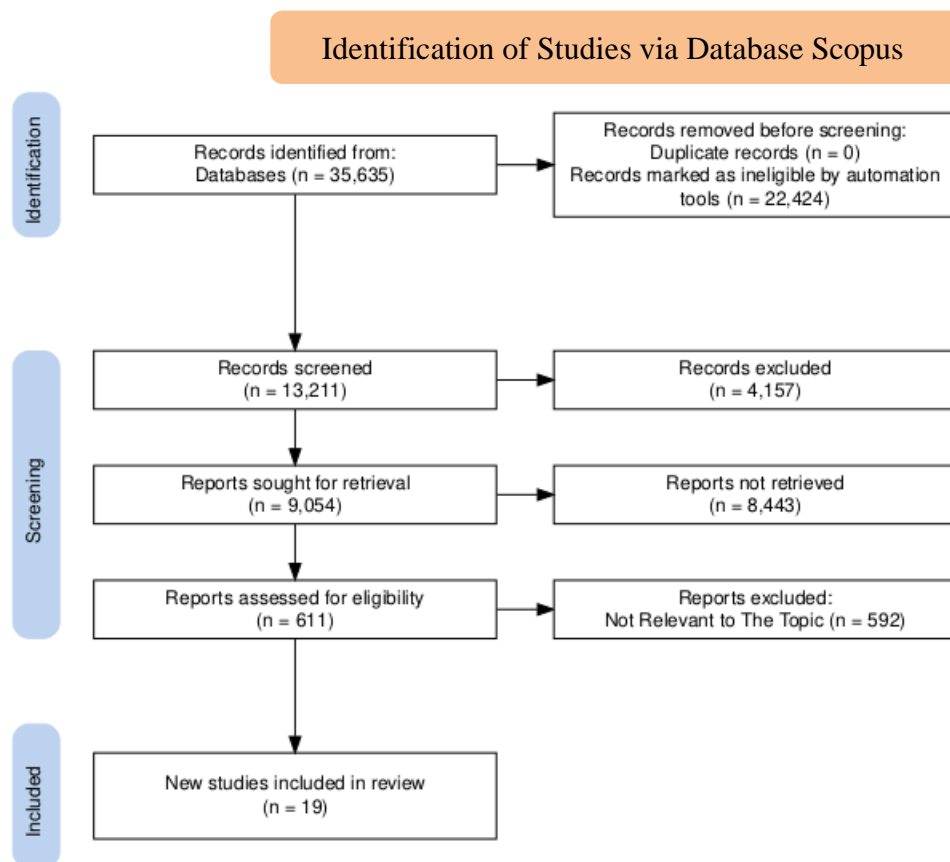 Identification of Studies via Database Scopus
Identification
Records identified from:
Databases (n = 35,635)
Records removed before screening:
Duplicate records (n = 0)
Records marked as ineligible by automation
tools (n = 22,424)
Screening
Records screened
(n = 13,211)
Records excluded
(n = 4,157)
Reports sought for retrieval
(n = 9,054)
Reports not retrieved
(n = 8,443)
Reports assessed for eligibility
(n = 611)
Reports excluded:
Not Relevant to The Topic (n = 592)
Included
New studies included in review
(n = 19)